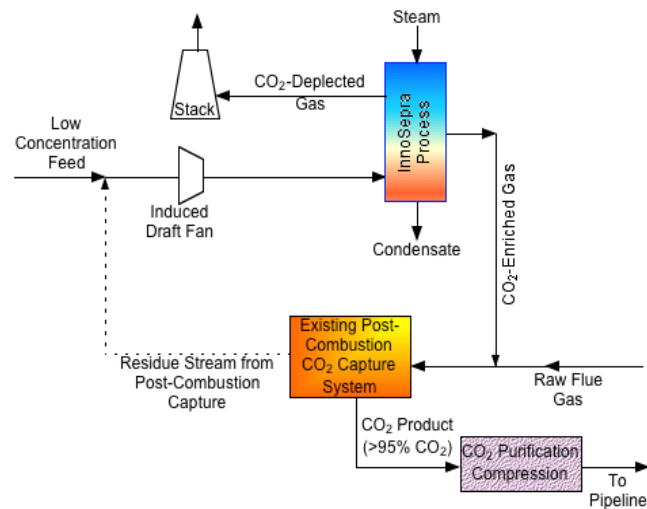 Steam
CO₂-Deplected
Gas
Stack
InnoSepra
Process
Low
Concentration
Feed
Induced
Draft Fan
Condensate
CO₂-Enriched Gas
Existing Post-
Combustion
CO₂ Capture
System
Residue Stream from
Post-Combustion
Capture
Raw Flue
Gas
CO₂ Product
(>95% CO₂)
CO₂ Purification
Compression
To
Pipeline